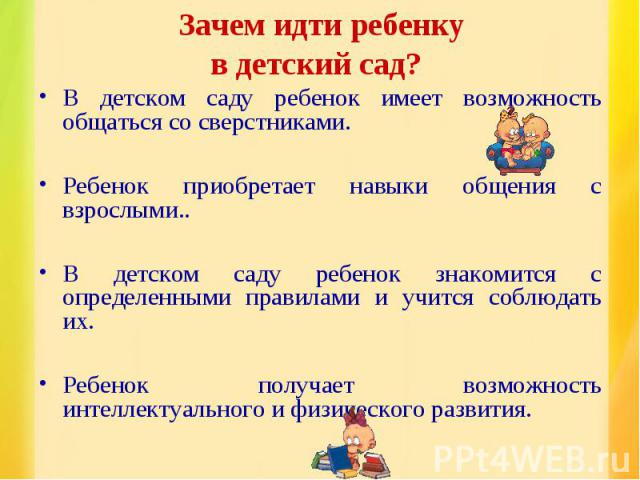 Зачем идти ребенку
в детский сад?
• В детском саду ребенок имеет возможность
общаться со сверстниками.
• Ребенок приобретает навыки общения с
взрослыми..
• В детском саду ребенок знакомится с
определенными правилами и учится соблюдать
их.
• Ребенок получает возможность
интеллектуального и физического развития.
PPt4WEB.ru